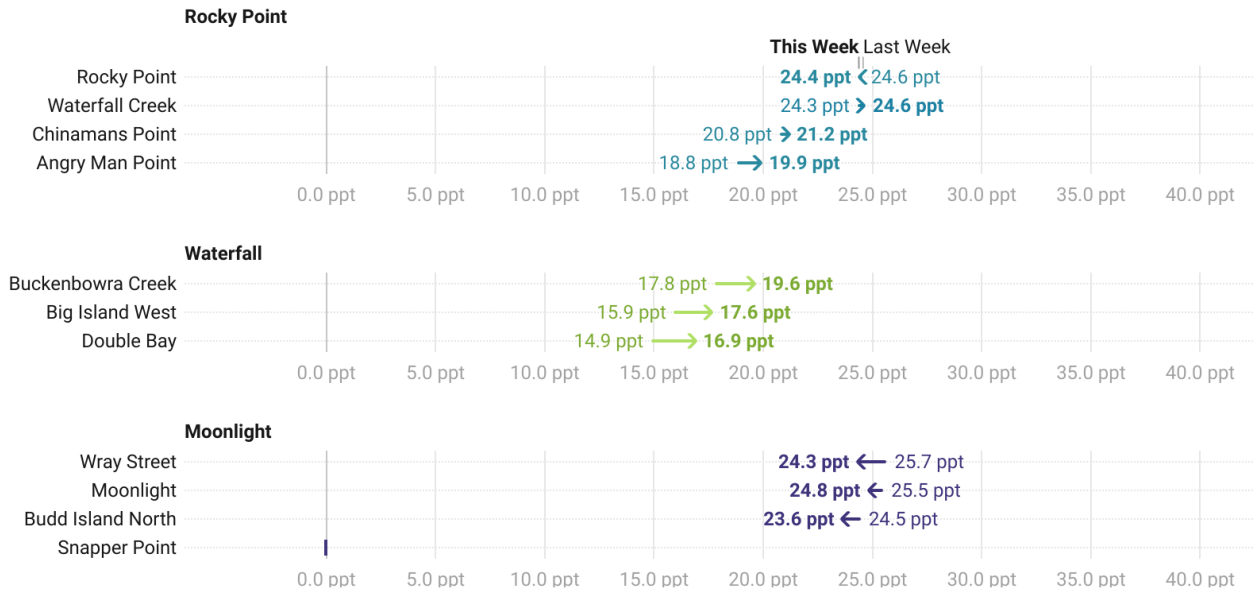 Rocky Point
This Week Last Week
Rocky Point 24.4 ppt 24.6 ppt
Waterfall Creek 24.3 ppt 24.6 ppt
Chinamans Point 20.8 ppt 21.2 ppt
Angry Man Point 18.8 ppt 19.9 ppt
0.0 ppt 5.0 ppt 10.0 ppt 15.0 ppt 20.0 ppt 25.0 ppt 30.0 ppt 35.0 ppt 40.0 ppt
Waterfall
Buckenbowra Creek 17.8 ppt 19.6 ppt
Big Island West 15.9 ppt 17.6 ppt
Double Bay 14.9 ppt 16.9 ppt
0.0 ppt 5.0 ppt 10.0 ppt 15.0 ppt 20.0 ppt 25.0 ppt 30.0 ppt 35.0 ppt 40.0 ppt
Moonlight
Wray Street 24.3 ppt 25.7 ppt
Moonlight 24.8 ppt 25.5 ppt
Budd Island North 23.6 ppt 24.5 ppt
Snapper Point
0.0 ppt 5.0 ppt 10.0 ppt 15.0 ppt 20.0 ppt 25.0 ppt 30.0 ppt 35.0 ppt 40.0 ppt